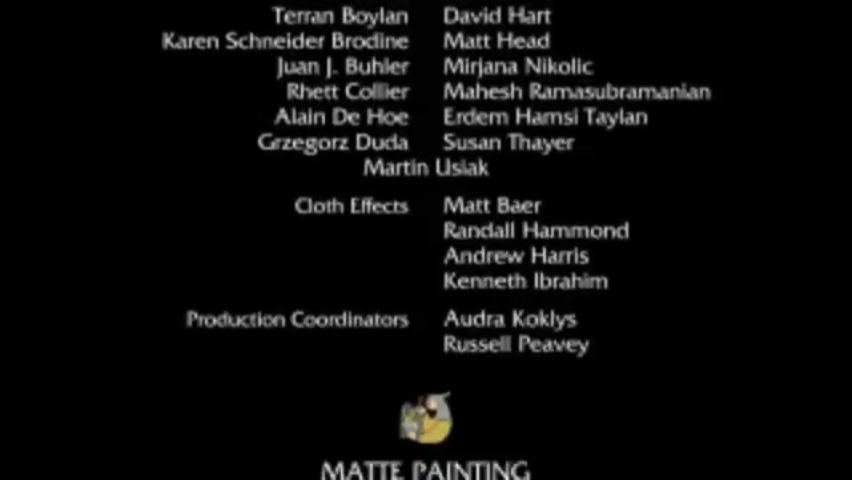 Terran Boylan David Hart
Karen Schneider Brodine Matt Head
Juan J. Buhler Mirjana Nikolic
Rhett Collier Mahesh Ramasubramanian
Alain De Hoe Erdem Hamsi Taylan
Grzegorz Duda Susan Thayer
Martin Usiak
Cloth Effects Matt Baer
Randall Hammond
Andrew Harris
Kenneth Ibrahim
Production Coordinators Audra Koklys
Russell Peavey
MATTE PAINTING